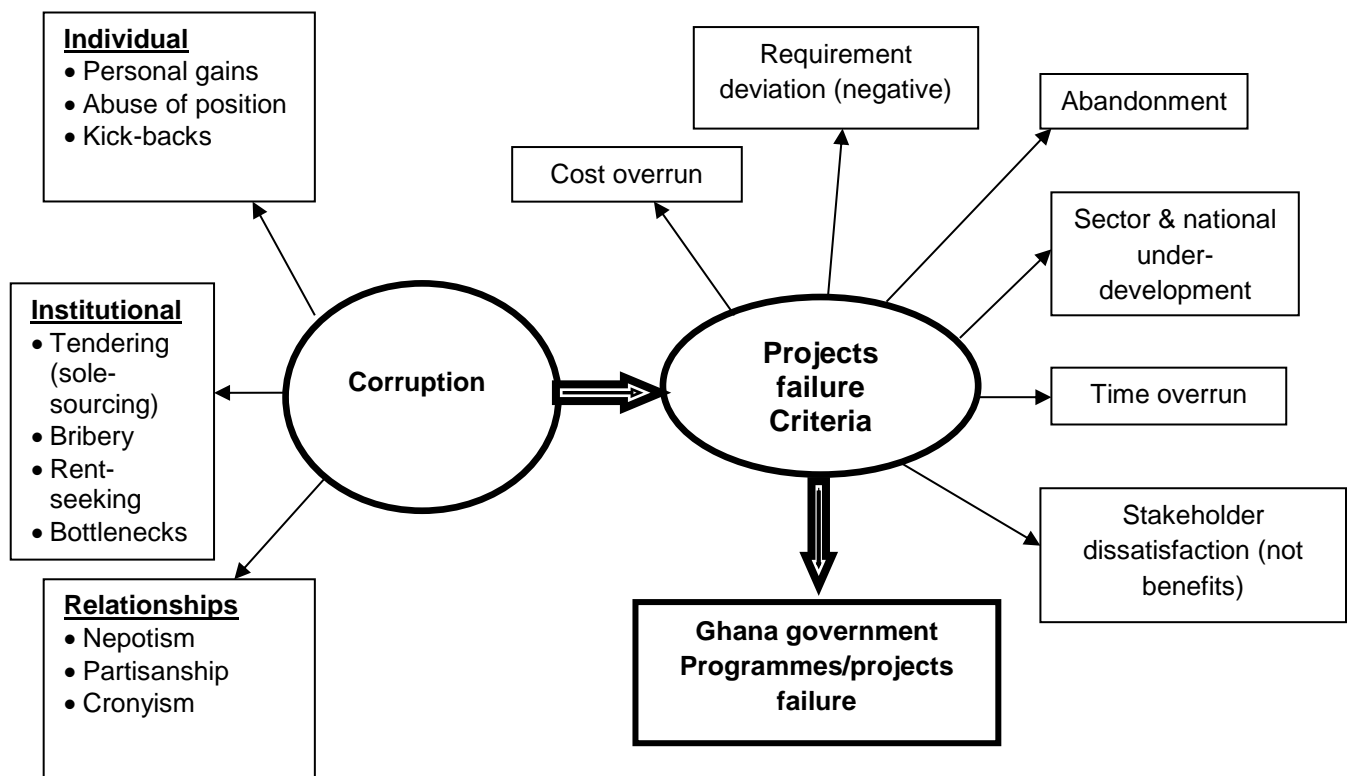 Individual
• Personal gains
• Abuse of position
• Kick-backs
Requirement
deviation (negative)
Abandonment
Cost overrun
Sector & national
under-
development
Institutional
• Tendering
(sole-
sourcing)
• Bribery
• Rent-
seeking
• Bottlenecks
Corruption
Projects
failure
Criteria
Time overrun
Stakeholder
dissatisfaction (not
benefits)
Relationships
• Nepotism
• Partisanship
• Cronyism
Ghana government
Programmes/projects
failure